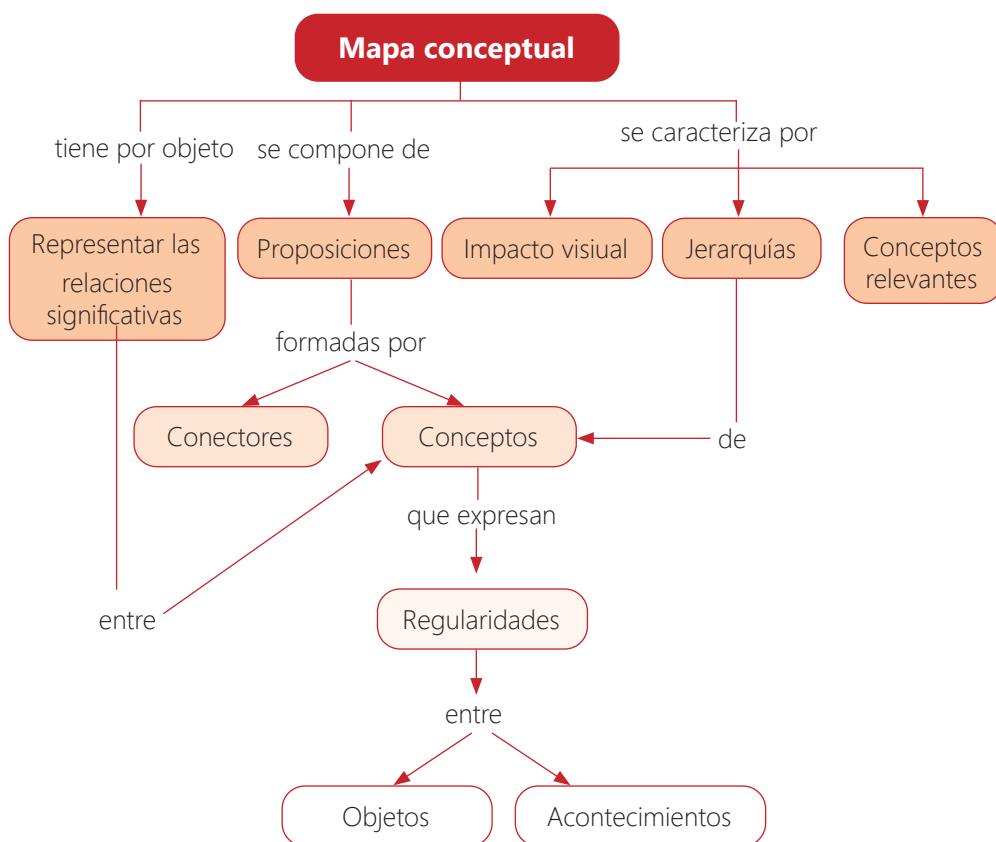 Mapa conceptual
tiene por objeto
se compone de
se caracteriza por
Representar las
relaciones
significativas
Proposiciones
Impacto visiual
Jerarquías
Conceptos
relevantes
formadas por
Conectores
Conceptos
de
que expresan
entre
Regularidades
entre
Objetos
Acontecimientos